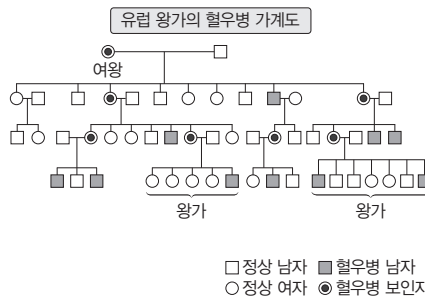 유럽 왕가의 혈우병 가계도
여왕
왕가
왕가
정상 남자
혈우병 남자
정상 여자
혈우병 보인자